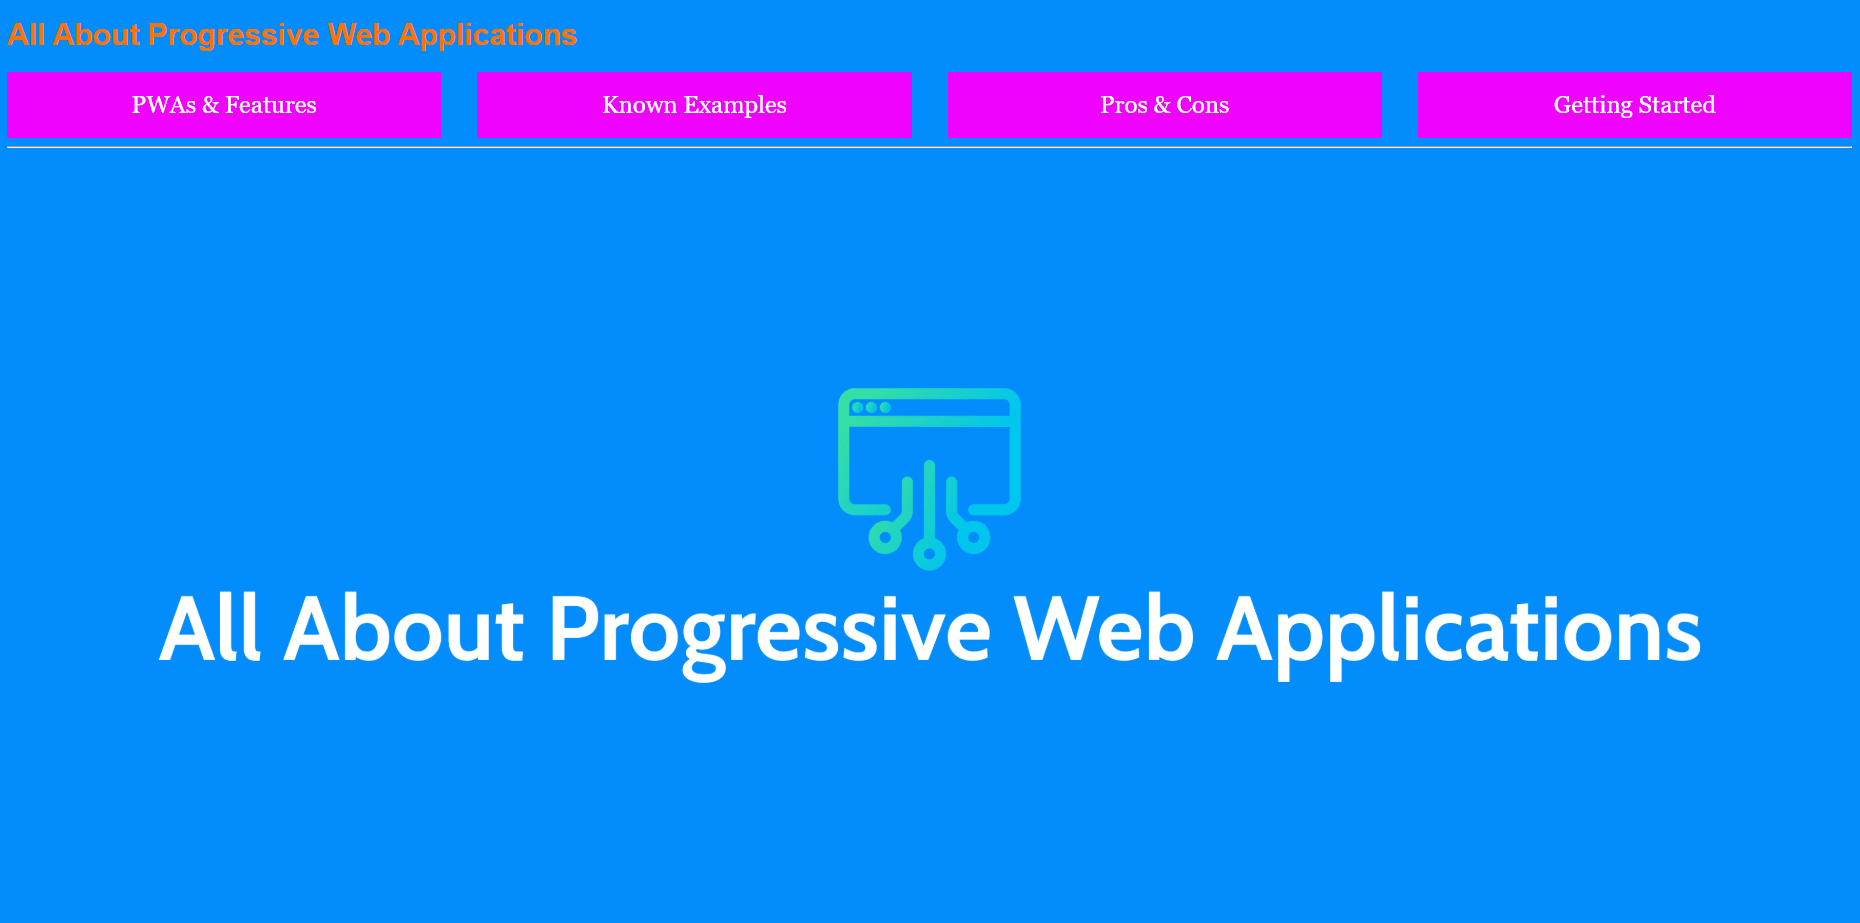 All About Progressive Web Applications
PWAs & Features
Known Examples
Pros & Cons
Getting Started
All About Progressive Web Applications